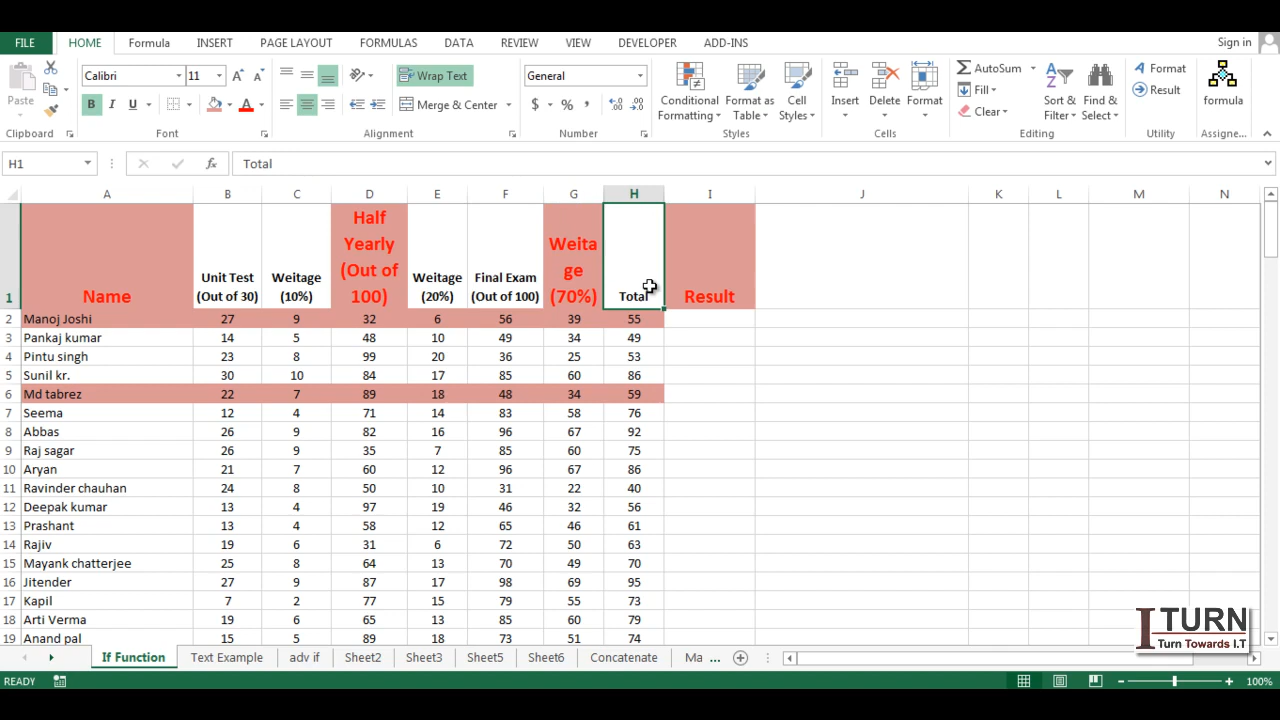 FILE HOME Formula INSERT PAGE LAYOUT FORMULAS DATA REVIEW VIEW DEVELOPER ADD-INS Sign in
Paste
Calibri 11
B I U
Wrap Text
Merge & Center
General
$ % ,
Conditional Formatting
Format as Table
Cell Styles
Insert
Delete
Format
AutoSum
Fill
Clear
Sort & Filter
Find & Select
Format
Result
formula
Clipboard Font Alignment Number Styles Cells Editing Utility Assigne...
H1 fx Total
A B C D E F G H I J K L M N
1 Name Unit Test (Out of 30) Weitage (10%) Half Yearly (Out of 100) Weitage (20%) Final Exam (Out of 100) Weitage (70%) Total Result
2 Manoj Joshi 27 9 32 6 56 39 55
3 Pankaj kumar 14 5 48 10 49 34 49
4 Pintu singh 23 8 99 20 36 25 53
5 Sunil kr. 30 10 84 17 85 60 86
6 Md tabrez 22 7 89 18 48 34 59
7 Seema 12 4 71 14 83 58 76
8 Abbas 26 9 82 16 96 67 92
9 Raj sagar 26 9 35 7 85 60 75
10 Aryan 21 7 60 12 96 67 86
11 Ravinder chauhan 24 8 50 10 31 22 40
12 Deepak kumar 13 4 97 19 46 32 56
13 Prashant 13 4 58 12 65 46 61
14 Rajiv 19 6 31 6 72 50 63
15 Mayank chatterjee 25 8 64 13 70 49 70
16 Jitender 27 9 87 17 98 69 95
17 Kapil 7 2 77 15 79 55 73
18 Arti Verma 19 6 65 13 85 60 79
19 Anand pal 15 5 89 18 73 51 74
I TURN
Turn Towards I.T
If Function Text Example adv if Sheet2 Sheet3 Sheet5 Sheet6 Concatenate Ma ...
READY 100%